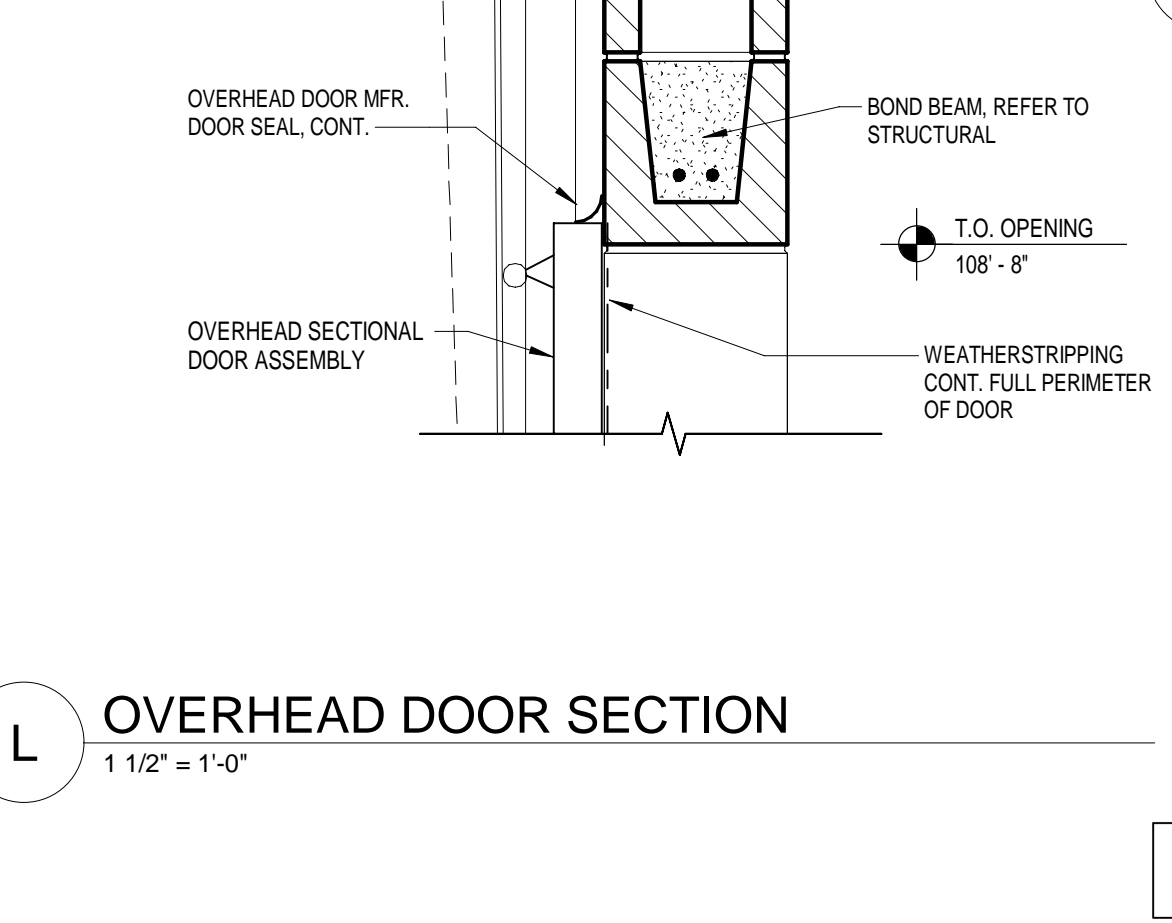 OVERHEAD DOOR MFR.
DOOR SEAL, CONT.
BOND BEAM, REFER TO
STRUCTURAL
T.O. OPENING
108' - 8"
OVERHEAD SECTIONAL
DOOR ASSEMBLY
WEATHERSTRIPPING
CONT. FULL PERIMETER
OF DOOR
L
OVERHEAD DOOR SECTION
1 1/2" = 1'-0"